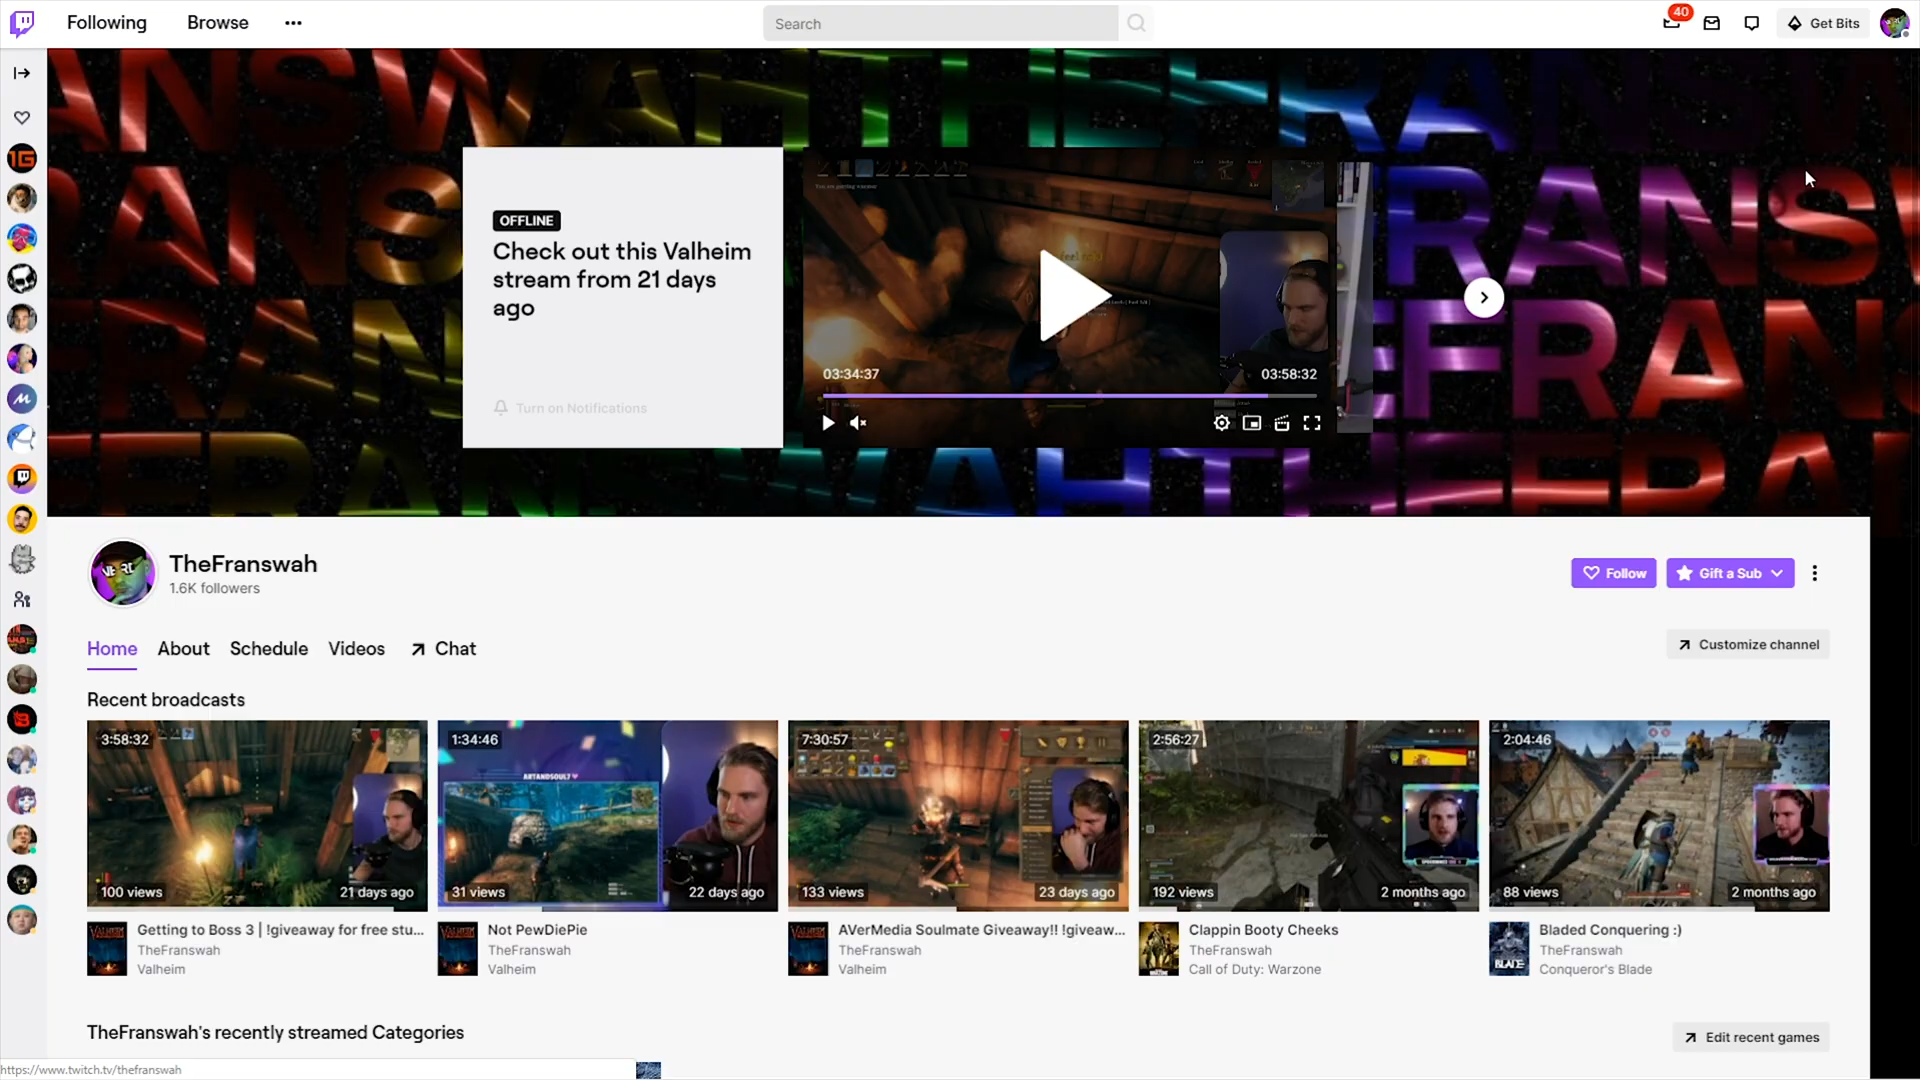 Following
Browse
Search
40
Get Bits
OFFLINE
Check out this Valheim
stream from 21 days
ago
Turn on Notifications
03:34:37
03:58:32
TheFranswah
1.6K followers
Follow
Gift a Sub
Home
About
Schedule
Videos
Chat
Customize channel
Recent broadcasts
3:58:32
100 views
21 days ago
Getting to Boss 3 | !giveaway for free stu...
TheFranswah
Valheim
1:34:46
31 views
22 days ago
Not PewDiePie
TheFranswah
Valheim
7:30:57
133 views
23 days ago
AVerMedia Soulmate Giveaway!! !giveaw...
TheFranswah
Valheim
2:56:27
192 views
2 months ago
Clappin Booty Cheeks
TheFranswah
Call of Duty: Warzone
2:04:46
88 views
2 months ago
Bladed Conquering :)
TheFranswah
Conqueror's Blade
TheFranswah's recently streamed Categories
Edit recent games
https://www.twitch.tv/thefranswah